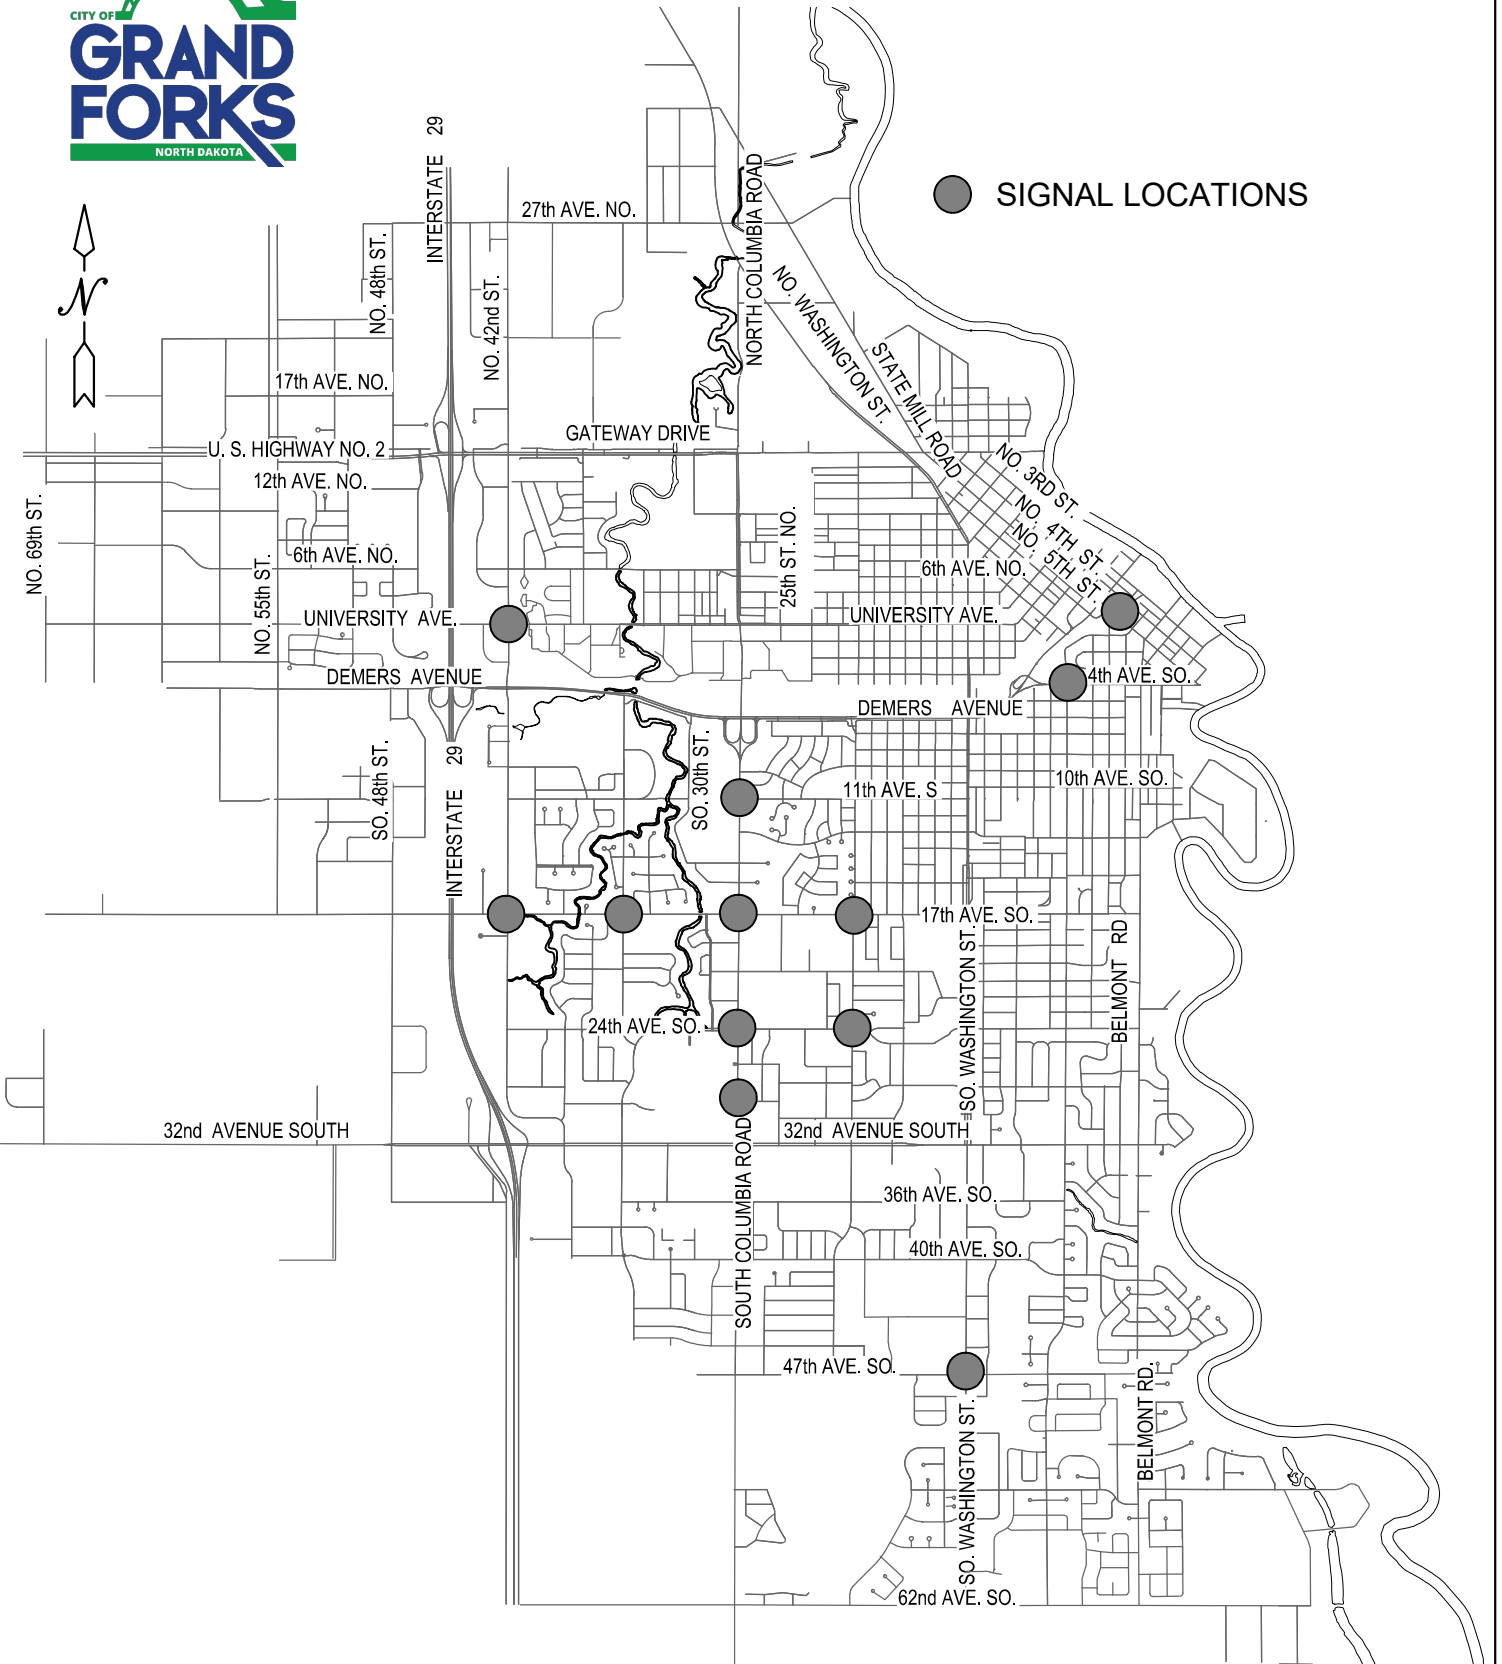 CITY OF
GRAND
FORKS
NORTH DAKOTA
SIGNAL LOCATIONS
N
INTERSTATE 29
NORTH COLUMBIA ROAD
27th AVE. NO.
NO. 48th ST.
NO. 42nd ST.
NO. WASHINGTON ST.
STATE MILL ROAD
17th AVE. NO.
GATEWAY DRIVE
U. S. HIGHWAY NO. 2
12th AVE. NO.
NO. 3RD ST.
NO. 4TH ST.
NO. 5TH ST.
NO. 69th ST.
25th ST. NO.
6th AVE. NO.
6th AVE. NO.
NO. 55th ST.
UNIVERSITY AVE.
UNIVERSITY AVE.
DEMERS AVENUE
4th AVE. SO.
DEMERS AVENUE
SO. 48th ST.
INTERSTATE 29
SO. 30th ST.
11th AVE. S
10th AVE. SO.
17th AVE. SO.
SO. WASHINGTON ST.
BELMONT RD
24th AVE. SO.
32nd AVENUE SOUTH
32nd AVENUE SOUTH
SOUTH COLUMBIA ROAD
36th AVE. SO.
40th AVE. SO.
47th AVE. SO.
BELMONT RD.
SO. WASHINGTON ST.
62nd AVE. SO.